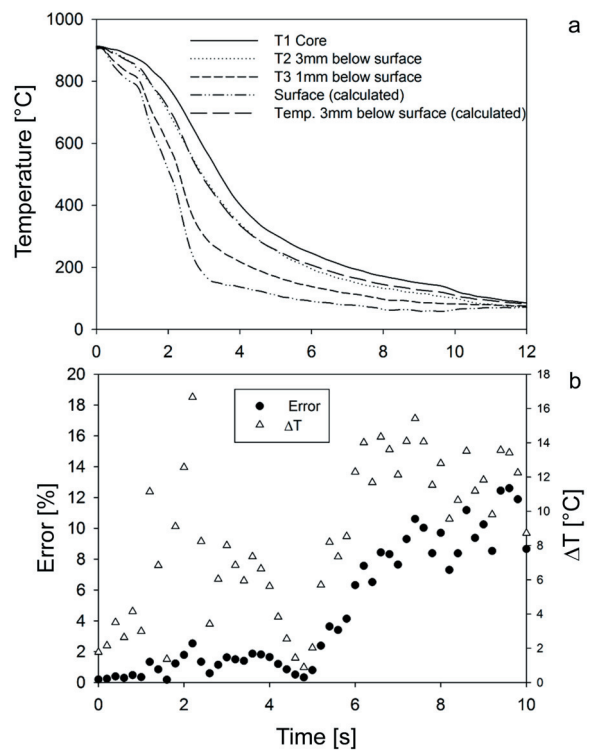 a
1000
800
600
400
200
0
Temperature [°C]
T1 Core
T2 3mm below surface
T3 1mm below surface
Surface (calculated)
Temp. 3mm below surface (calculated)
0 2 4 6 8 10 12
b
20
18
16
14
12
10
8
6
4
2
0
Error [%]
Error
ΔT
18
16
14
12
10
8
6
4
2
0
ΔT [°C]
0 2 4 6 8 10
Time [s]